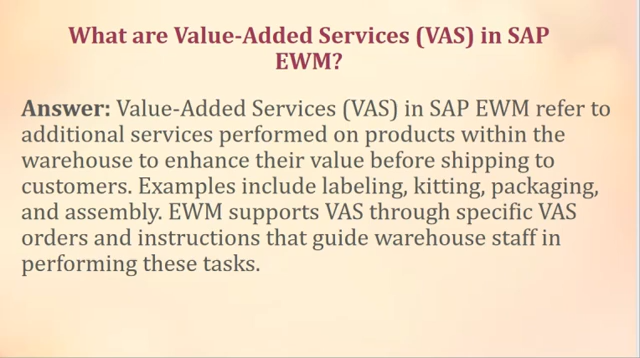 What are Value-Added Services (VAS) in SAP
EWM?
Answer: Value-Added Services (VAS) in SAP EWM refer to
additional services performed on products within the
warehouse to enhance their value before shipping to
customers. Examples include labeling, kitting, packaging,
and assembly. EWM supports VAS through specific VAS
orders and instructions that guide warehouse staff in
performing these tasks.